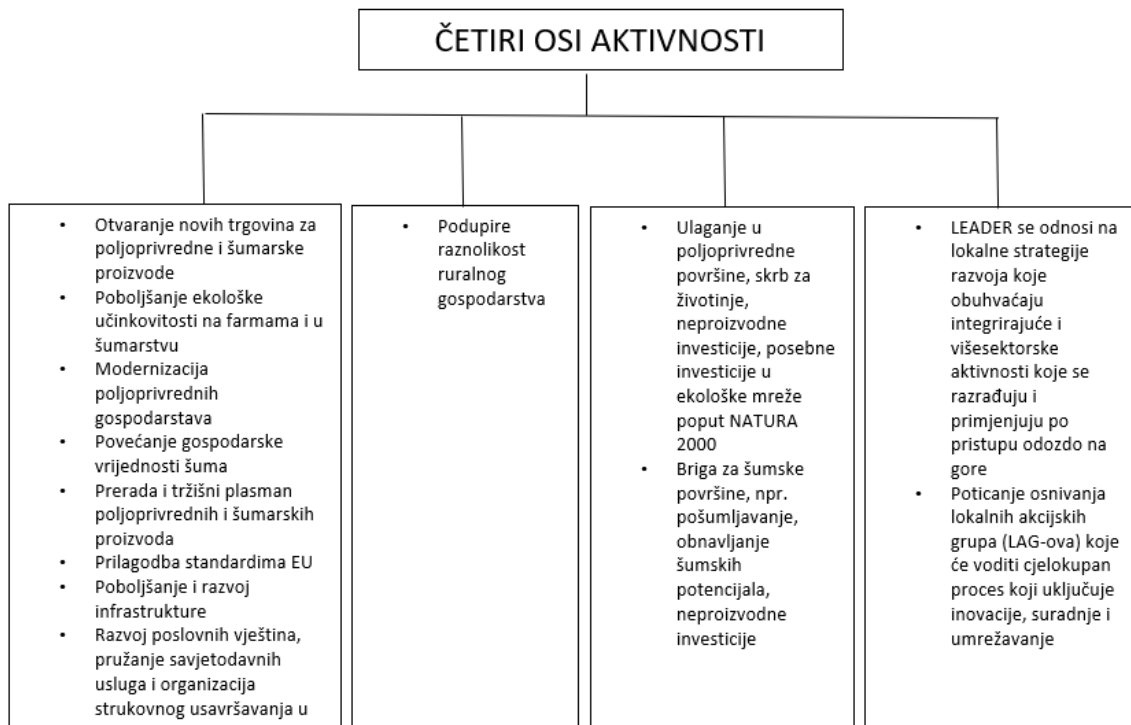 ČETIRI OSI AKTIVNOSTI
• Otvaranje novih trgovina za
poljoprivredne i šumarske
proizvode
• Poboljšanje ekološke
učinkovitosti na farmama i u
šumarstvu
• Modernizacija
poljoprivrednih
gospodarstava
• Povećanje gospodarske
vrijednosti šuma
• Prerada i tržišni plasman
poljoprivrednih i šumarskih
proizvoda
• Prilagodba standardima EU
• Poboljšanje i razvoj
infrastrukture
• Razvoj poslovnih vještina,
pružanje savjetodavnih
usluga i organizacija
strukovnog usavršavanja u
• Podupire
raznolikost
ruralnog
gospodarstva
• Ulaganje u
poljoprivredne
površine, skrb za
životinje,
neproizvodne
investicije, posebne
investicije u
ekološke mreže
poput NATURA
2000
• Briga za šumske
površine, npr.
pošumljavanje,
obnavljanje
šumskih
potencijala,
neproizvodne
investicije
• LEADER se odnosi na
lokalne strategije
razvoja koje
obuhvaćaju
integrirajuće i
višesektorske
aktivnosti koje se
razrađuju i
primjenjuju po
pristupu odozdo na
gore
• Poticanje osnivanja
lokalnih akcijskih
grupa (LAG-ova) koje
će voditi cjelokupan
proces koji uključuje
inovacije, suradnje i
umrežavanje